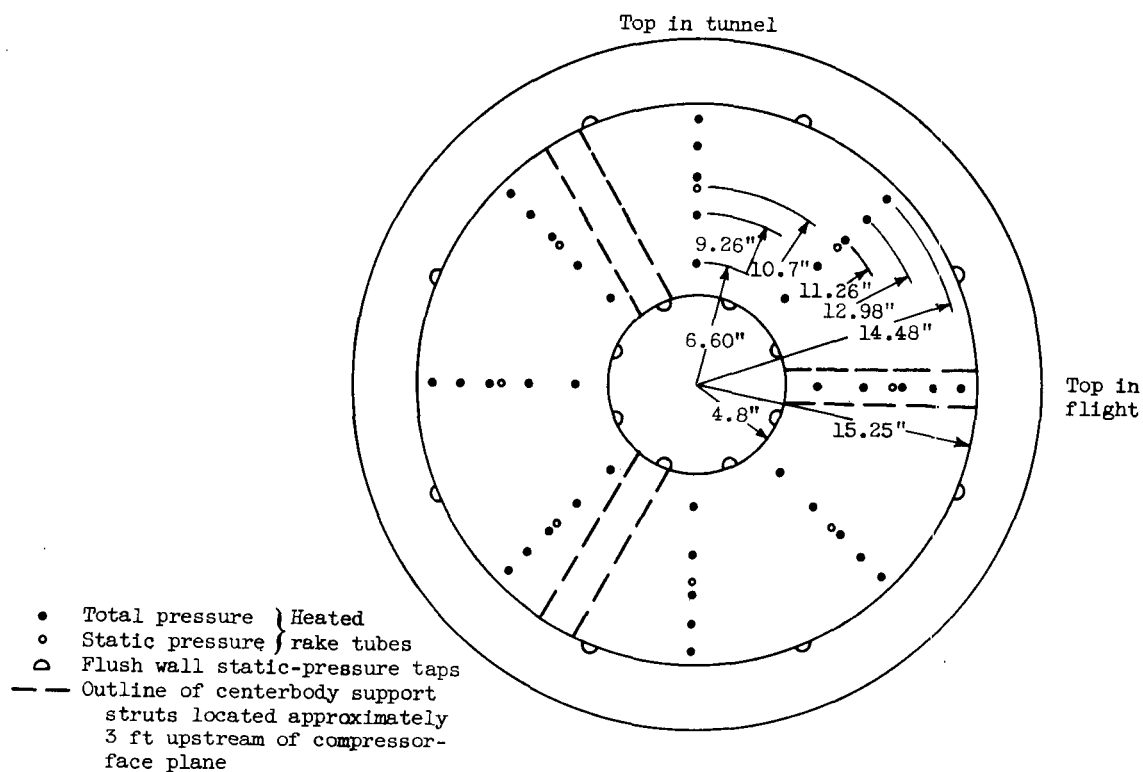 Top in tunnel
9.26"
10.7"
11.26"
12.98"
14.48"
6.60"
4.8"
15.25"
Top in
flight
Total pressure } Heated
Static pressure } rake tubes
Flush wall static-pressure taps
Outline of centerbody support
struts located approximately
3 ft upstream of compressor-
face plane